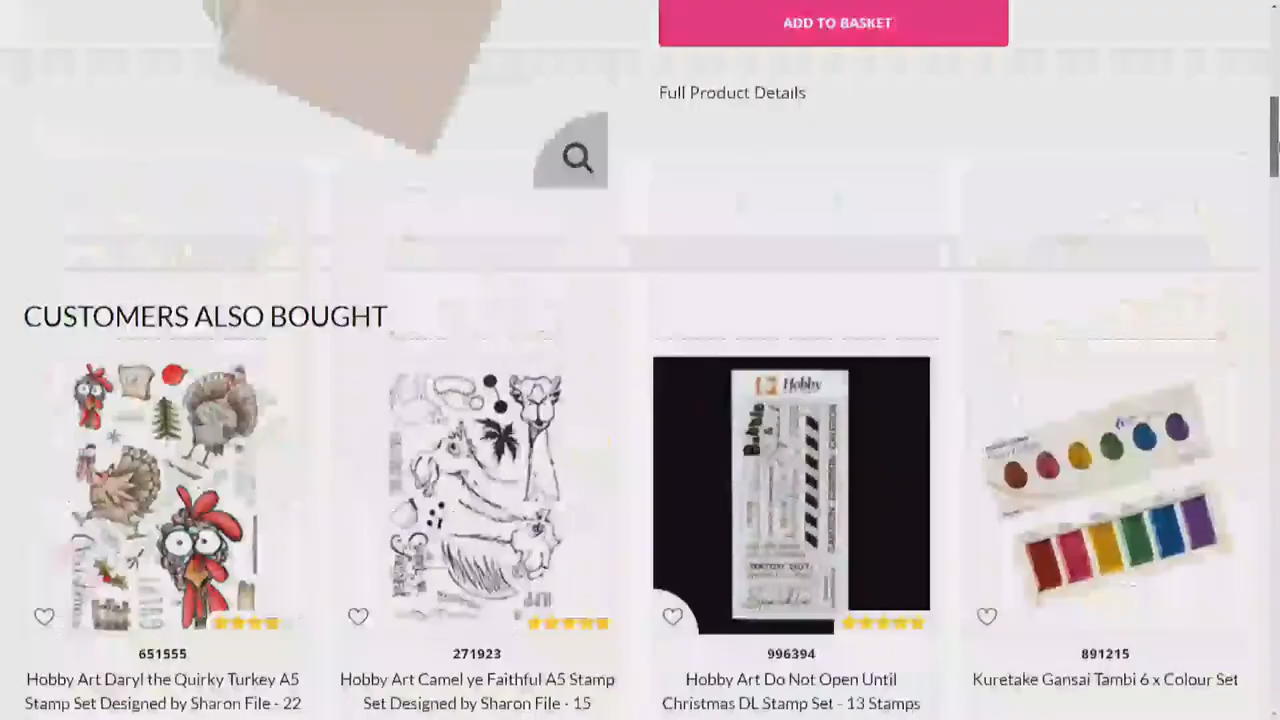 ADD TO BASKET
Full Product Details
CUSTOMERS ALSO BOUGHT
Hobby
651555
271923
996394
891215
Hobby Art Daryl the Quirky Turkey A5
Stamp Set Designed by Sharon File - 22
Hobby Art Camel ye Faithful A5 Stamp
Set Designed by Sharon File - 15
Hobby Art Do Not Open Until
Christmas DL Stamp Set - 13 Stamps
Kuretake Gansai Tambi 6 x Colour Set